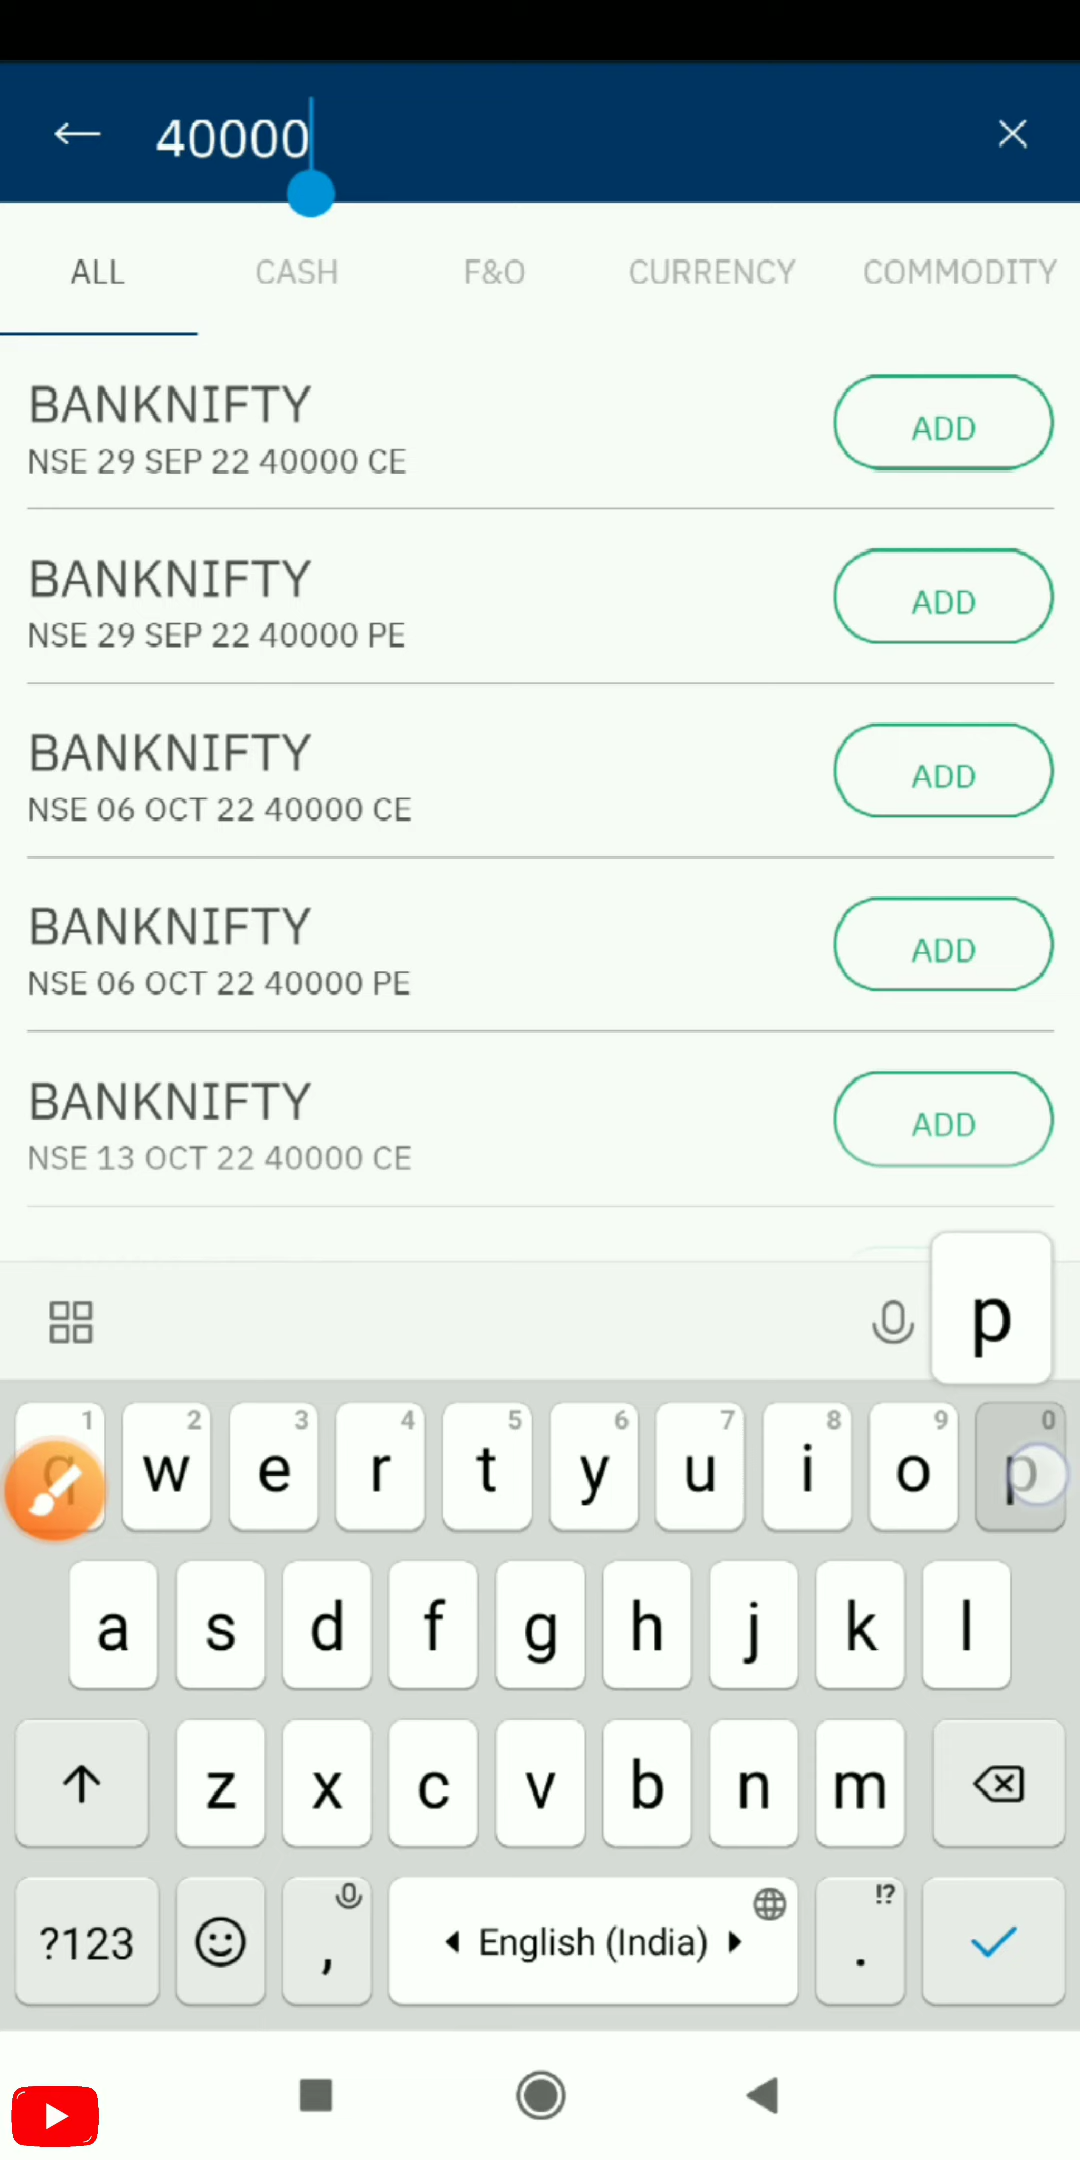 40000
ALL CASH F&O CURRENCY COMMODITY
BANKNIFTY
NSE 29 SEP 22 40000 CE
ADD
BANKNIFTY
NSE 29 SEP 22 40000 PE
ADD
BANKNIFTY
NSE 06 OCT 22 40000 CE
ADD
BANKNIFTY
NSE 06 OCT 22 40000 PE
ADD
BANKNIFTY
NSE 13 OCT 22 40000 CE
ADD
p
1 2 3 4 5 6 7 8 9 0
q w e r t y u i o p
a s d f g h j k l
z x c v b n m
!?
?123 , English (India) .